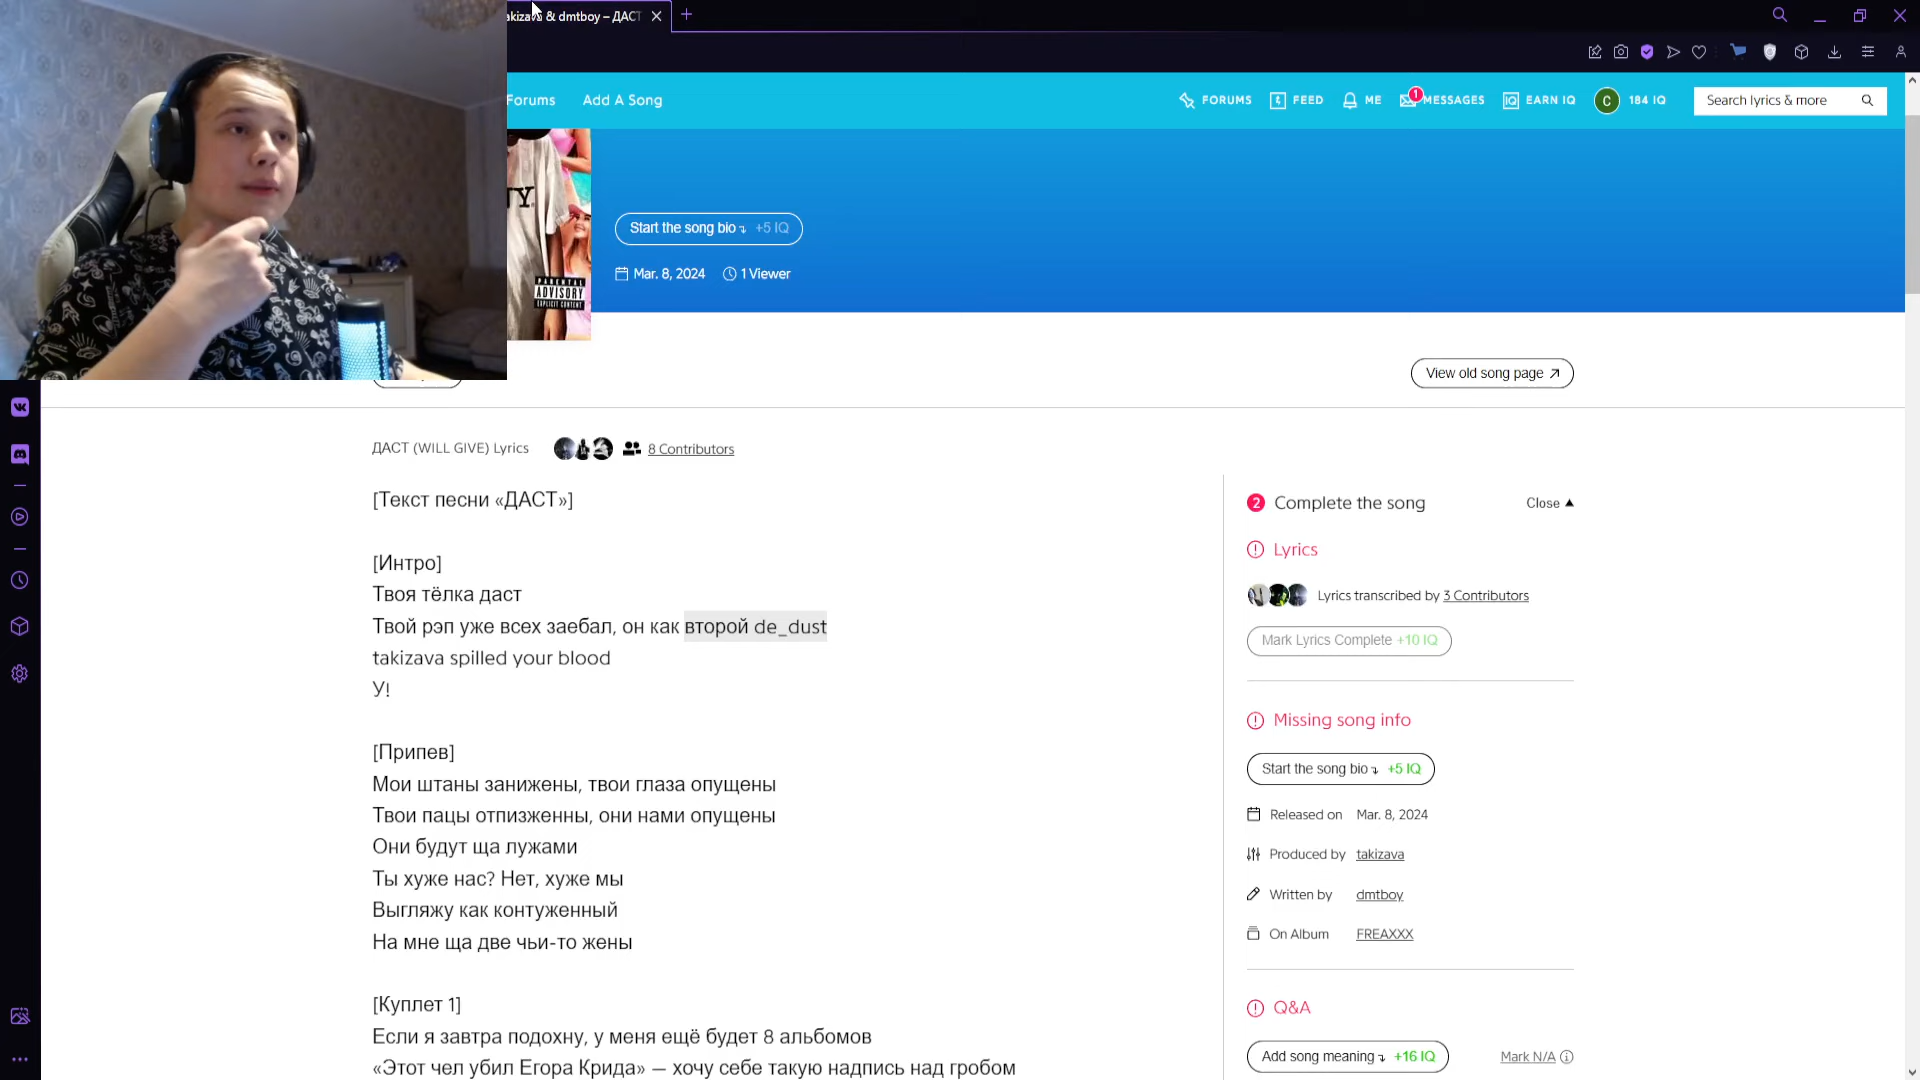 & dmtboy – ДАСТ
Forums
Add A Song
FORUMS
FEED
ME
1
MESSAGES
EARN IQ
C
184 IQ
Search lyrics & more
PARENTAL
ADVISORY
EXPLICIT CONTENT
Start the song bio +5 IQ
Mar. 8, 2024
1 Viewer
View old song page
ДАСТ (WILL GIVE) Lyrics
8 Contributors
[Текст песни «ДАСТ»]
[Интро]
Твоя тёлка даст
Твой рэп уже всех заебал, он как второй de_dust
takizava spilled your blood
У!
[Припев]
Мои штаны занижены, твои глаза опущены
Твои пацы отпизженны, они нами опущены
Они будут ща лужами
Ты хуже нас? Нет, хуже мы
Выгляжу как контуженный
На мне ща две чьи-то жены
[Куплет 1]
Если я завтра подохну, у меня ещё будет 8 альбомов
«Этот чел убил Егора Крида» — хочу себе такую надпись над гробом
2 Complete the song
Close
Lyrics
Lyrics transcribed by 3 Contributors
Mark Lyrics Complete +10 IQ
Missing song info
Start the song bio +5 IQ
Released on Mar. 8, 2024
Produced by takizava
Written by dmtboy
On Album FREAXXX
Q&A
Add song meaning +16 IQ
Mark N/A